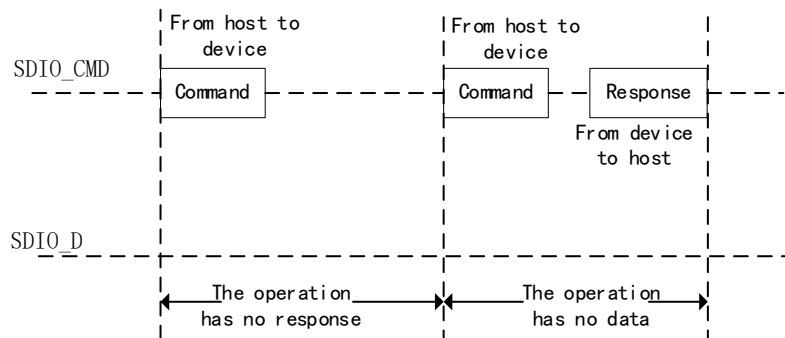 From host to
device
From host to
device
SDIO_CMD
Command
Command
Response
From device
to host
SDIO_D
The operation
has no response
The operation
has no data